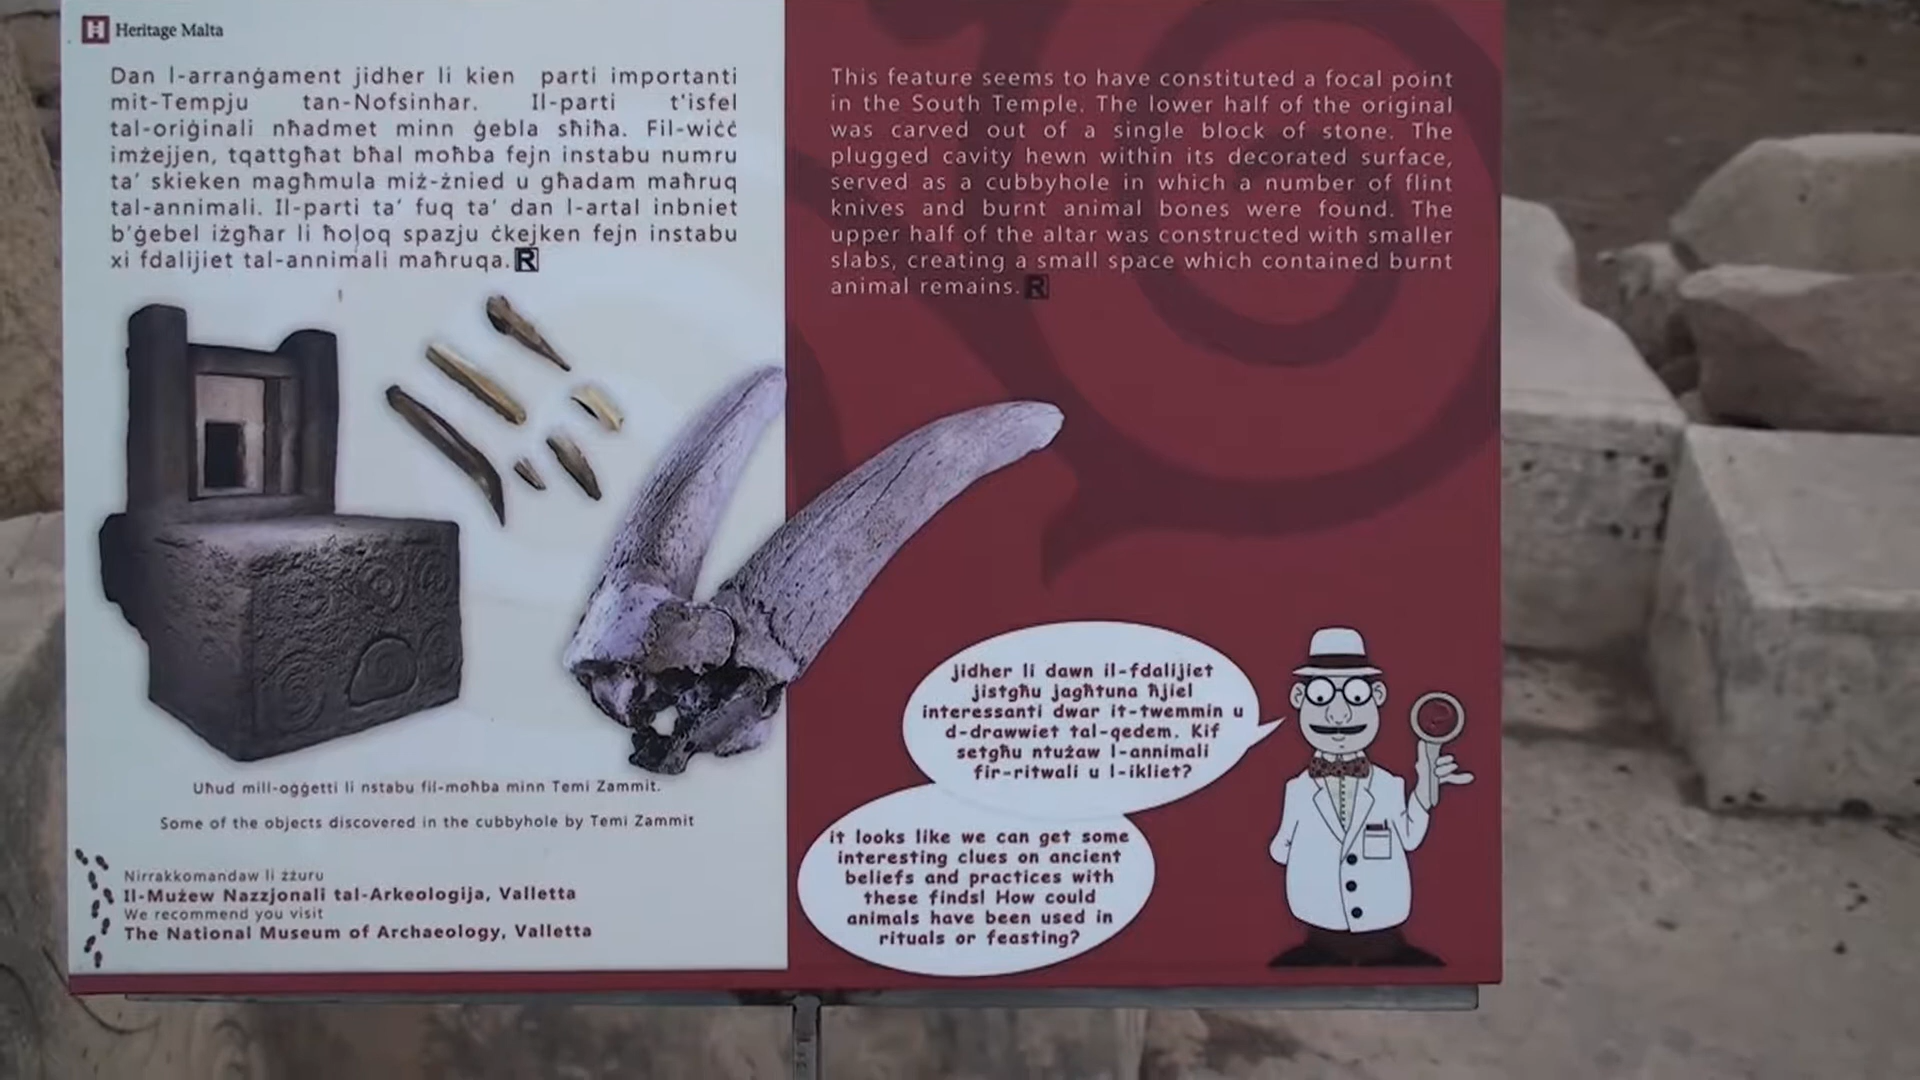 Heritage Malta
Dan l-arranġament jidher li kien parti importanti
mit-Tempju tan-Nofsinhar. Il-parti t'isfel
tal-oriġinali nħadmet minn ġebla sħiħa. Fil-wiċċ
imżejjen, tqattgħat bħal moħba fejn instabu numru
ta' skieken magħmula miż-żnied u għadam maħruq
tal-annimali. Il-parti ta' fuq ta' dan l-artal inbniet
b'ġebel iżgħar li ħoloq spazju ċkejken fejn instabu
xi fdalijiet tal-annimali maħruqa. R
This feature seems to have constituted a focal point
in the South Temple. The lower half of the original
was carved out of a single block of stone. The
plugged cavity hewn within its decorated surface,
served as a cubbyhole in which a number of flint
knives and burnt animal bones were found. The
upper half of the altar was constructed with smaller
slabs, creating a small space which contained burnt
animal remains. R
Uħud mill-oġġetti li nstabu fil-moħba minn Temi Zammit.
Some of the objects discovered in the cubbyhole by Temi Zammit
Nirrakkomandaw li żżuru
Il-Mużew Nazzjonali tal-Arkeologija, Valletta
We recommend you visit
The National Museum of Archaeology, Valletta
jidher li dawn il-fdalijiet
jistgħu jagħtuna ħjiel
interessanti dwar it-twemmin u
d-drawwiet tal-qedem. Kif
setgħu ntużaw l-annimali
fir-ritwali u l-ikliet?
it looks like we can get some
interesting clues on ancient
beliefs and practices with
these finds! How could
animals have been used in
rituals or feasting?